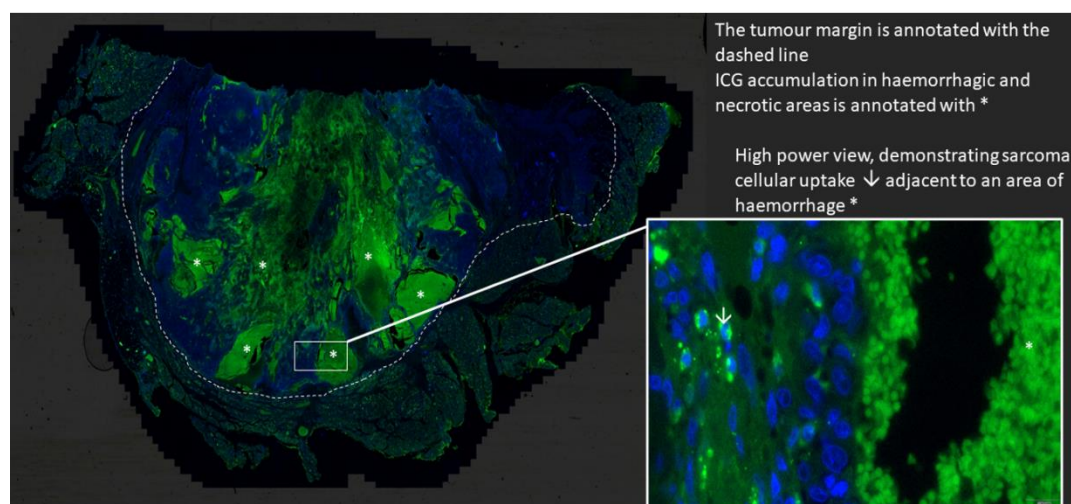 The tumour margin is annotated with the
dashed line
ICG accumulation in haemorrhagic and
necrotic areas is annotated with *
High power view, demonstrating sarcoma
cellular uptake ↓ adjacent to an area of
haemorrhage *